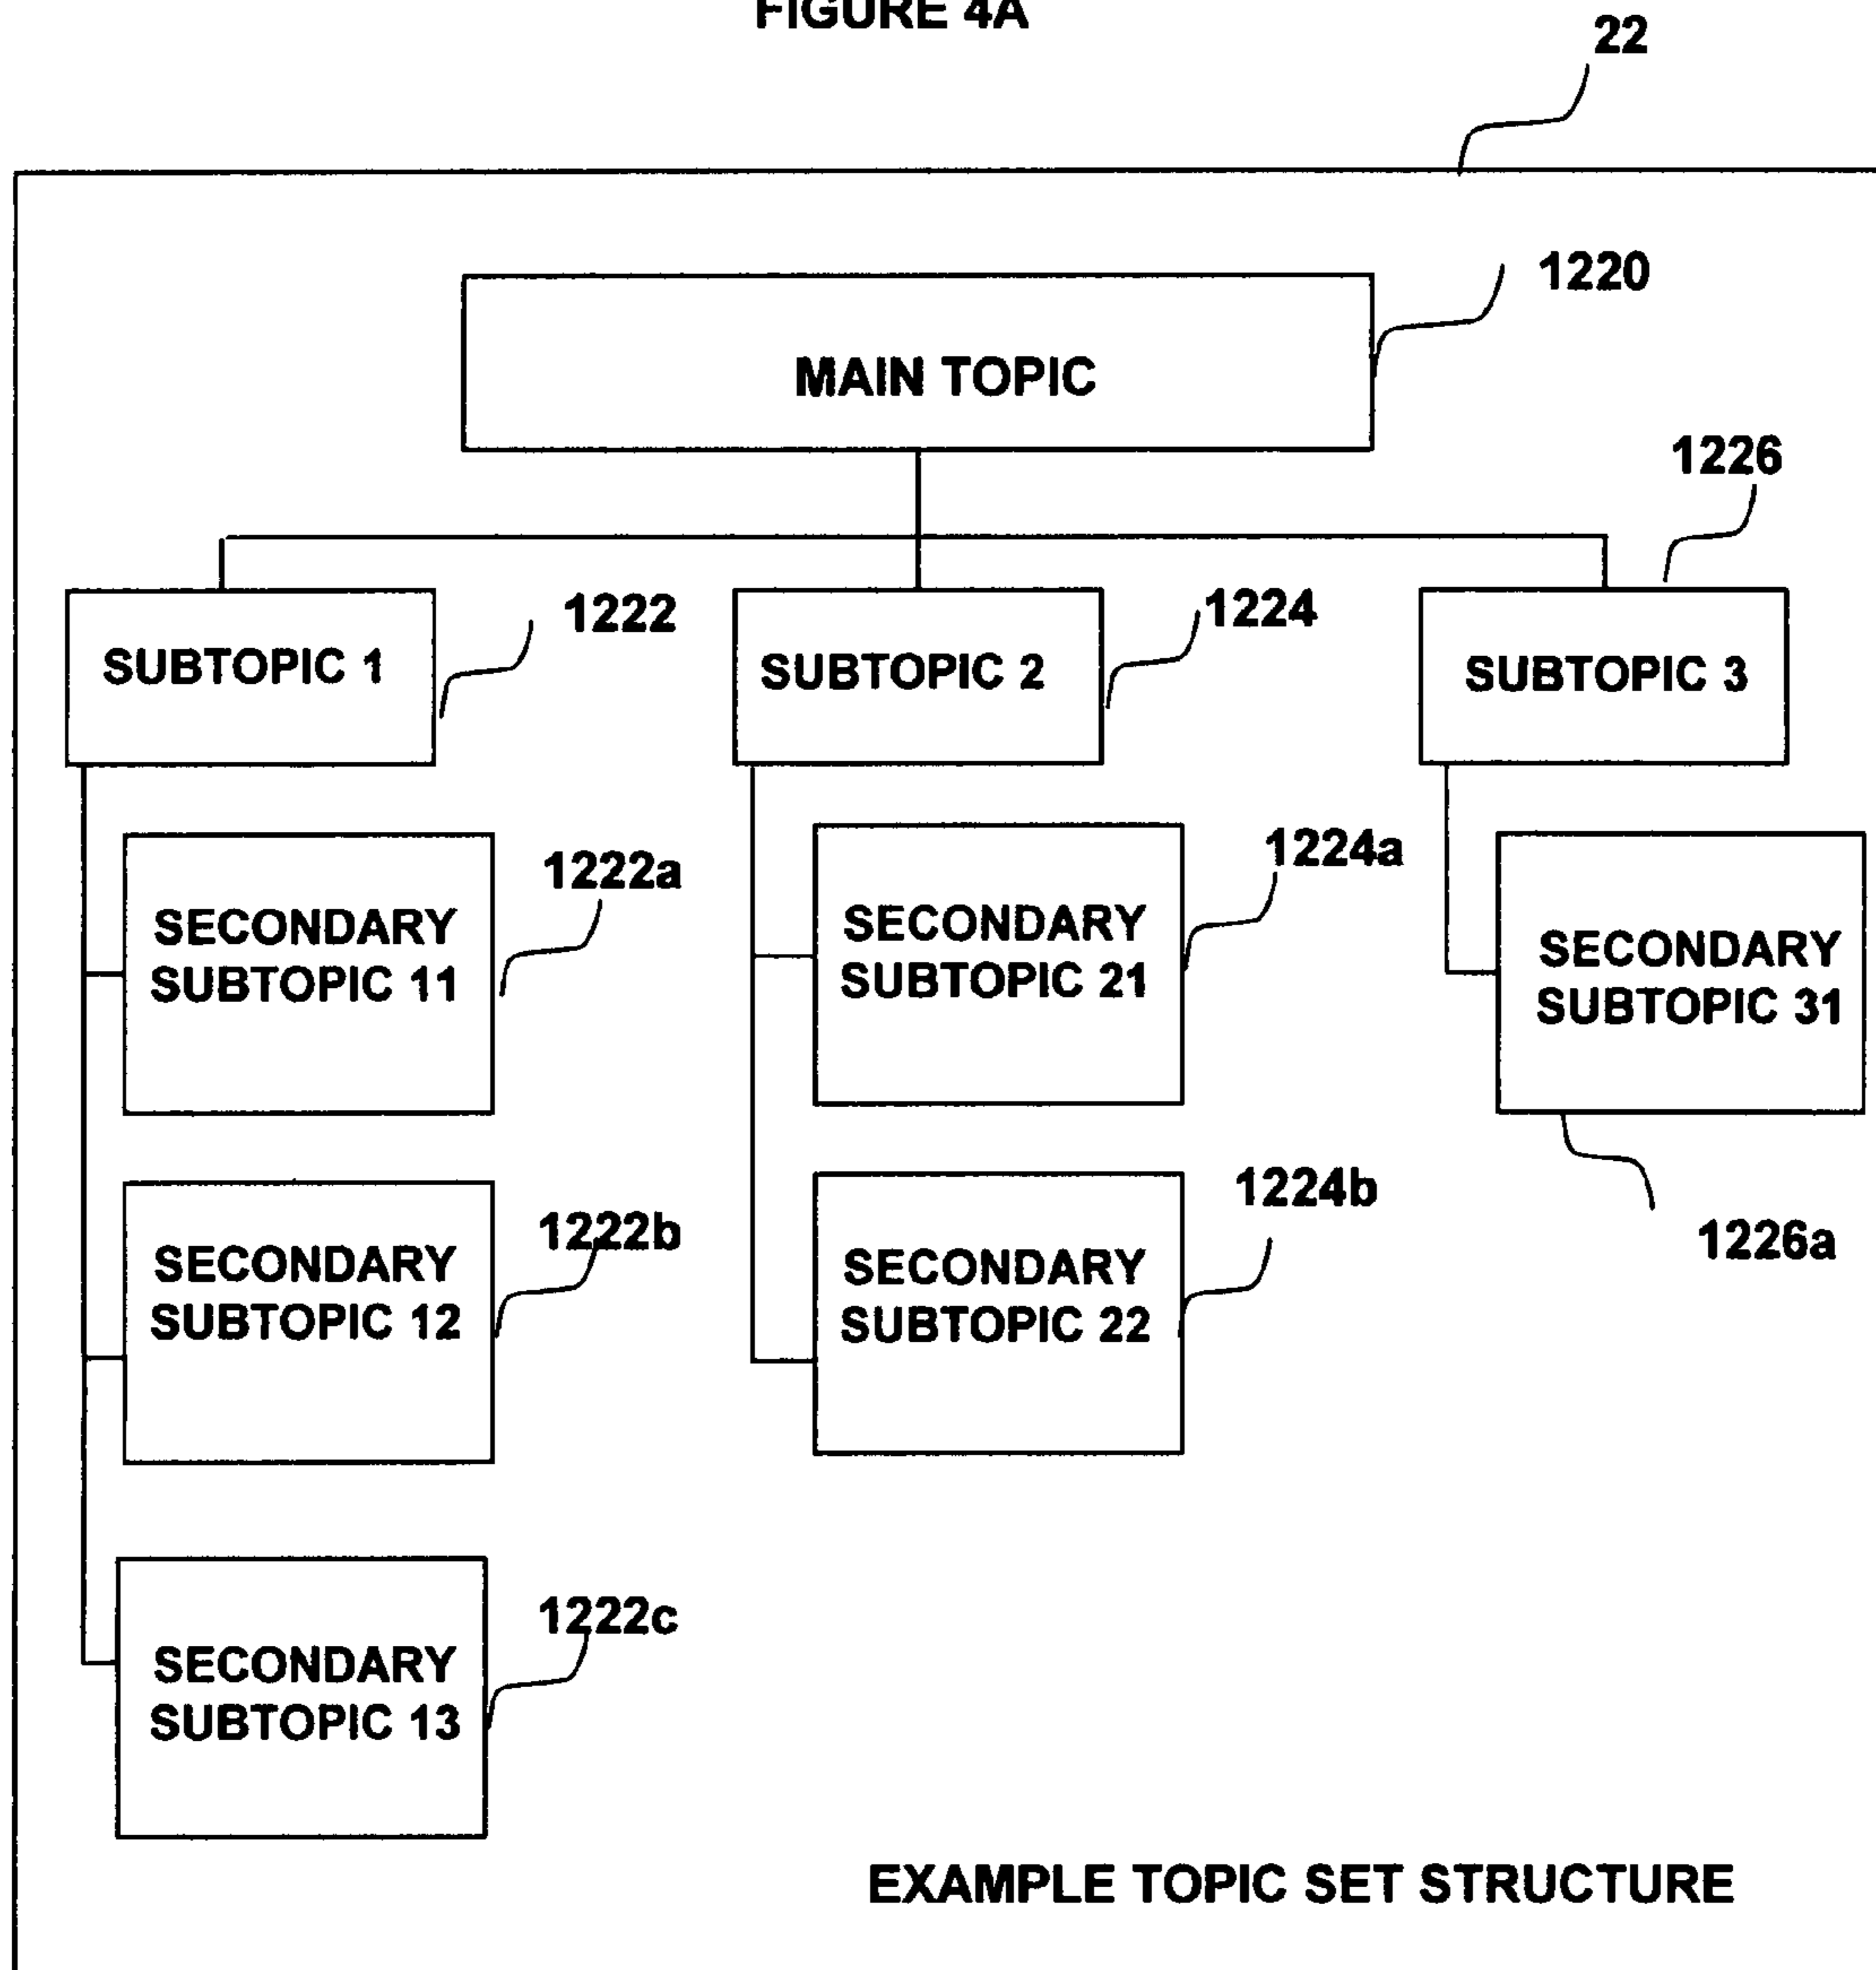 FIGURE 4A
22
1220
MAIN TOPIC
1226
1222
1224
SUBTOPIC 1
SUBTOPIC 2
SUBTOPIC 3
1222a
1224a
SECONDARY
SUBTOPIC 11
SECONDARY
SUBTOPIC 21
SECONDARY
SUBTOPIC 31
1222b
1224b
1226a
SECONDARY
SUBTOPIC 12
SECONDARY
SUBTOPIC 22
1222c
SECONDARY
SUBTOPIC 13
EXAMPLE TOPIC SET STRUCTURE